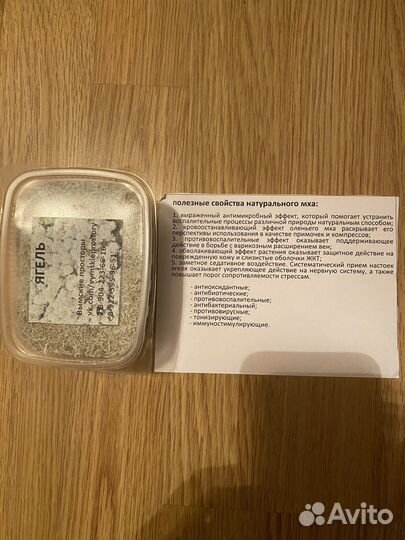 ЯГЕЛЬ
Вымские просторы
полезные свойства натурального мха:
1. выраженный антимикробный эффект, который помогает устранить
воспалительные процессы различной природы натуральным способом;
2. кровоостанавливающий эффект оленьего мха раскрывает его
перспективы использования в качестве примочек и компрессов;
3. противовоспалительный эффект оказывает поддерживающее
действие в борьбе с варикозным расширением вен;
4. обволакивающий эффект растения оказывает защитное действие на
поврежденную кожу и слизистые оболочки ЖКТ;
5. заметное седативное воздействие. Систематический прием настоек
ягеля оказывает укрепляющее действие на нервную систему, а также
повышает порог сопротивляемости стрессам.
- антиоксидантные;
- антибиотические;
- противовоспалительные;
- антибактериальный;
- противовирусные;
- тонизирующие;
- иммуностимулирующие.
Avito